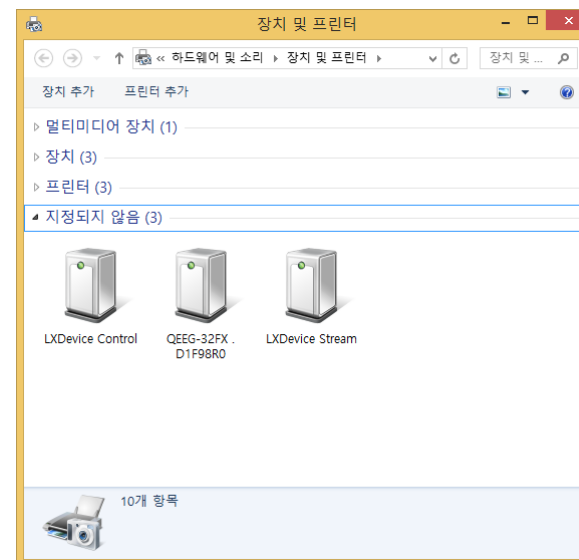 장치 및 프린터
« 하드웨어 및 소리 ▸ 장치 및 프린터 ▸
장치 및 ...
장치 추가 프린터 추가
멀티미디어 장치 (1)
장치 (3)
프린터 (3)
지정되지 않음 (3)
LXDevice Control
QEEG-32FX .
D1F98R0
LXDevice Stream
10개 항목